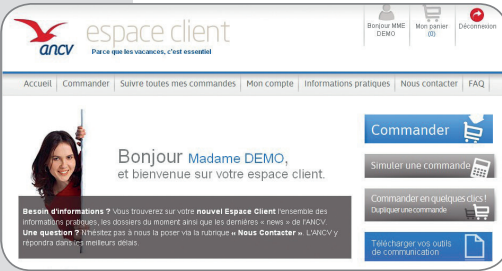 ancv
espace client
Parce que les vacances, c'est essentiel
Bonjour MME
DEMO
Mon panier
(0)
Déconnexion
Accueil | Commander | Suivre toutes mes commandes | Mon compte | Informations pratiques | Nous contacter | FAQ
Bonjour Madame DEMO,
et bienvenue sur votre espace client.
Besoin d'informations ? Vous trouverez sur votre nouvel Espace Client l'ensemble des
informations pratiques, les dossiers du moment ainsi que les dernières « news » de l'ANCV.
Une question ? N'hésitez pas à nous la poser via la rubrique « Nous Contacter ». L'ANCV y
répondra dans les meilleurs délais.
Commander
Simuler une commande
Commander en quelques clics !
Dupliquer une commande
Télécharger vos outils
de communication